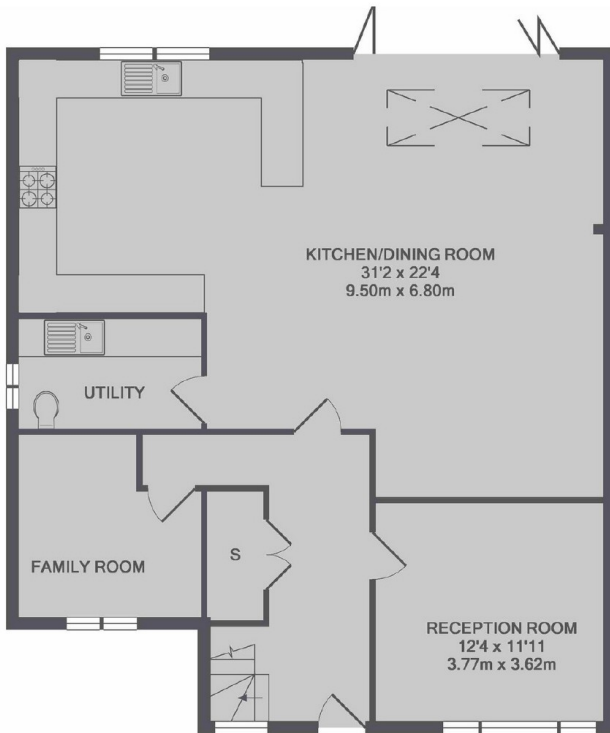 KITCHEN/DINING ROOM
31'2 x 22'4
9.50m x 6.80m
UTILITY
FAMILY ROOM
S
RECEPTION ROOM
12'4 x 11'11
3.77m x 3.62m